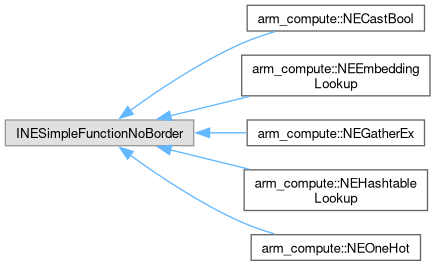 arm_compute::NECastBool
arm_compute::NEEmbedding
Lookup
INESimpleFunctionNoBorder
arm_compute::NEGatherEx
arm_compute::NEHashtable
Lookup
arm_compute::NEOneHot